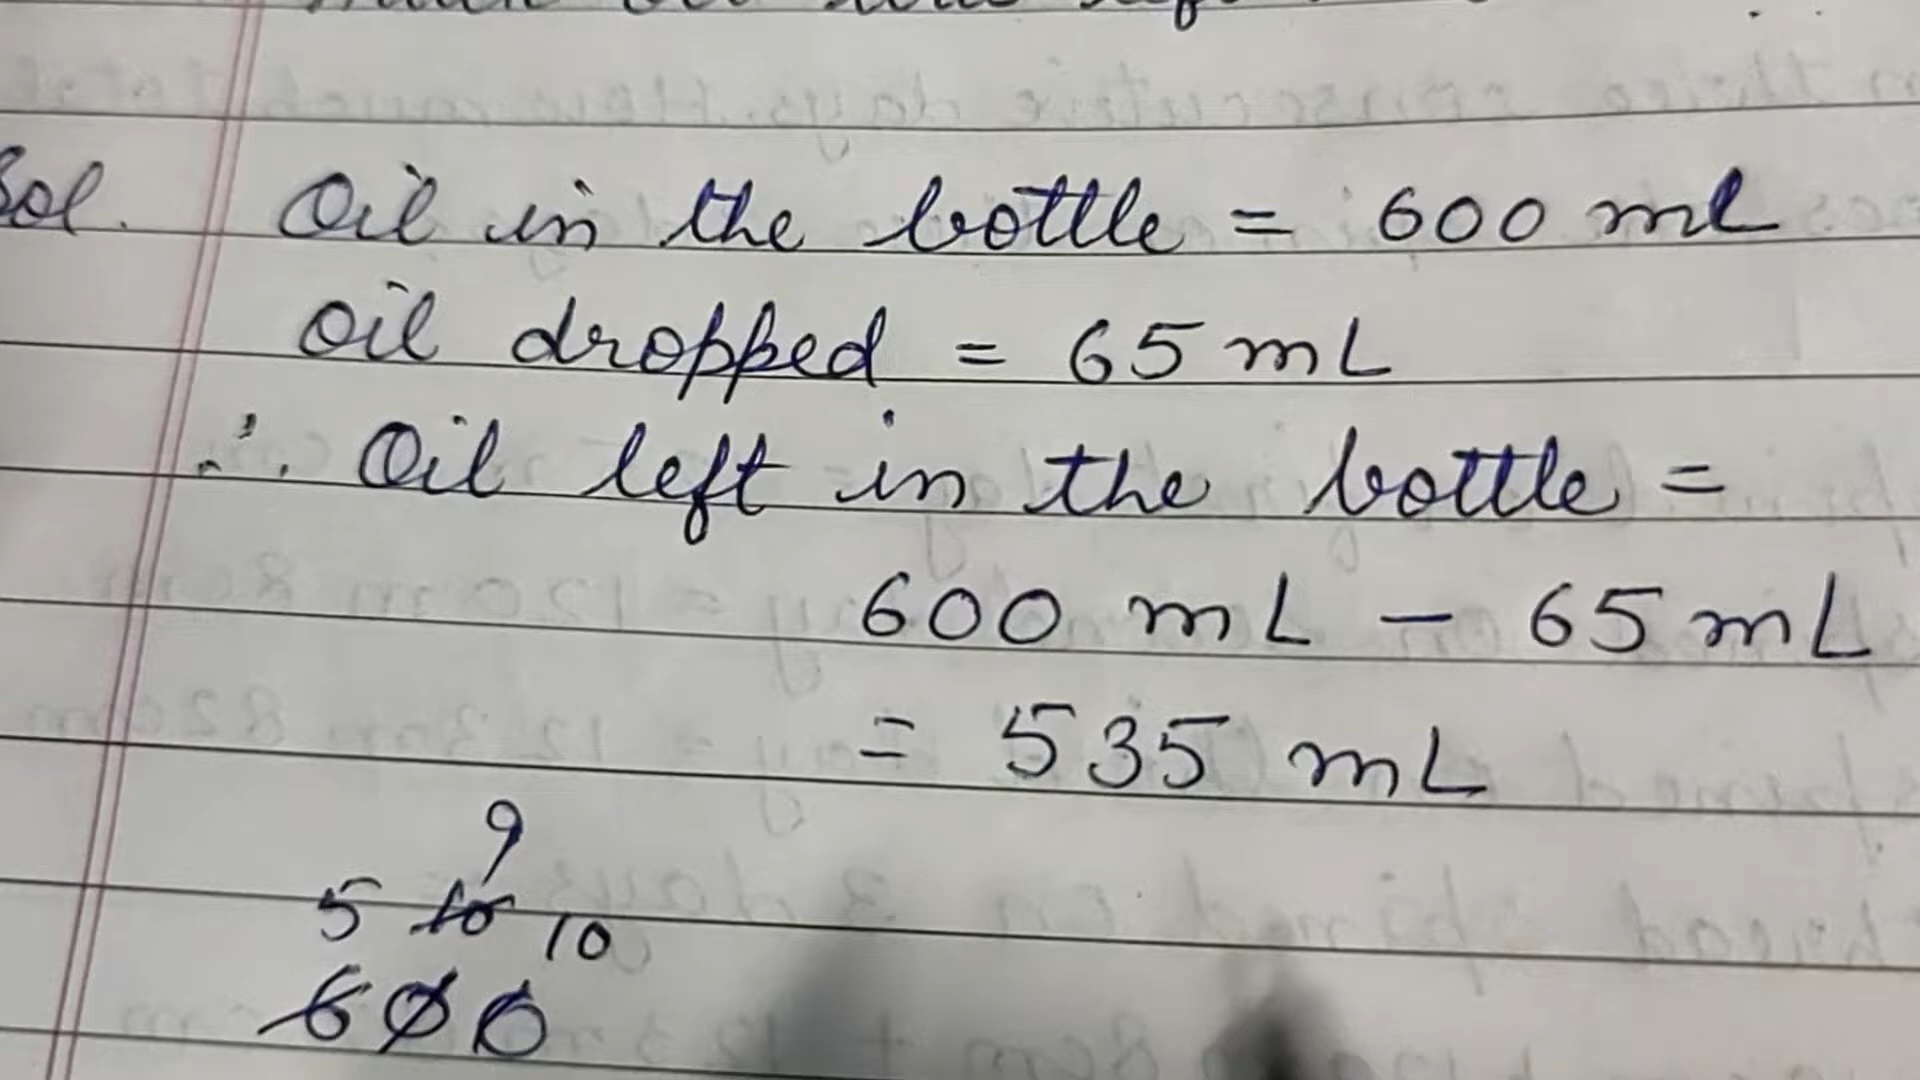 Sol. Oil in the bottle = 600 ml
Oil dropped = 65 mL
∴ Oil left in the bottle =
600 mL - 65 mL
= 535 mL
9
5 10 10
600